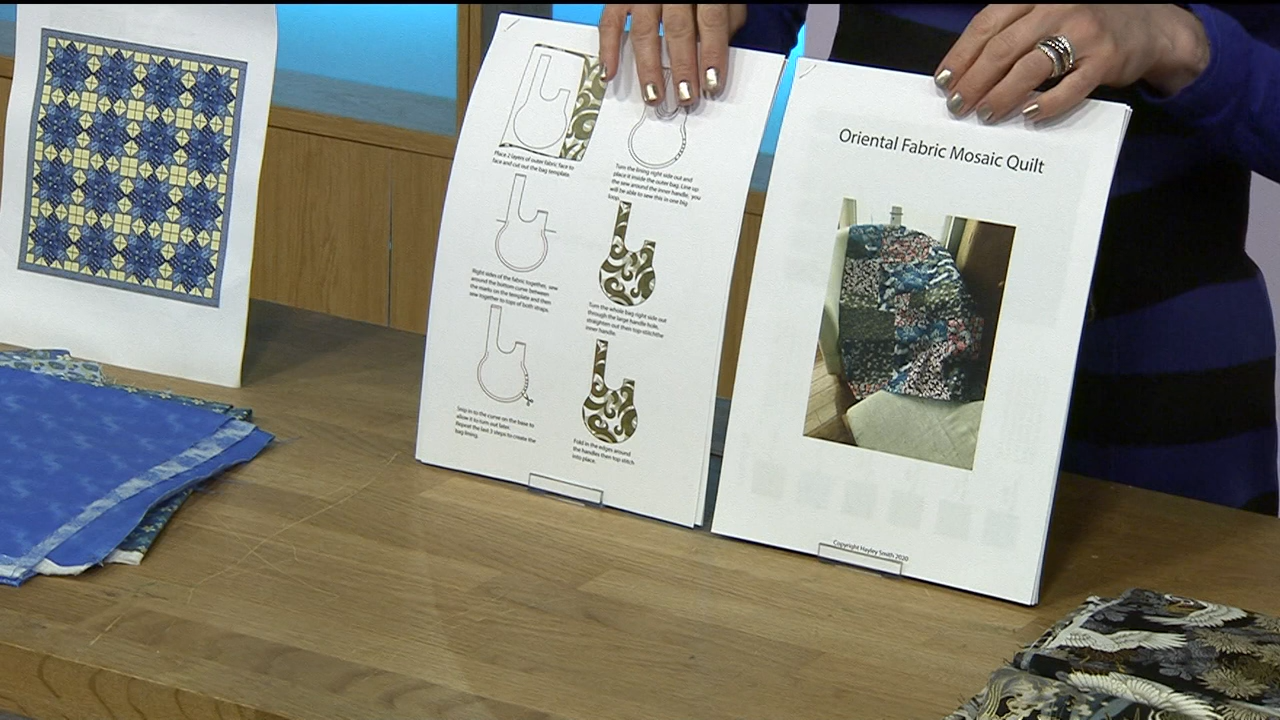 Place 2 layers of outer fabric face to
face and cut out the bag template.
Turn the lining right side out and
place it inside the outer bag. Line up
the sew around the inner handle, you
will be able to sew this in one big
loop.
Right sides of the fabric together, sew
around the bottom curve between
the marks on the template and then
sew together to tops of both straps.
Turn the whole bag right side out
through the large handle hole,
straighten out then top stitchthe
inner handle.
Snip in to the curve on the base to
allow it to turn out later.
Repeat the last 3 steps to create the
bag lining.
Fold in the edges around
the handles then top stitch
into place.
Oriental Fabric Mosaic Quilt
Copyright Hayley Smith 2020